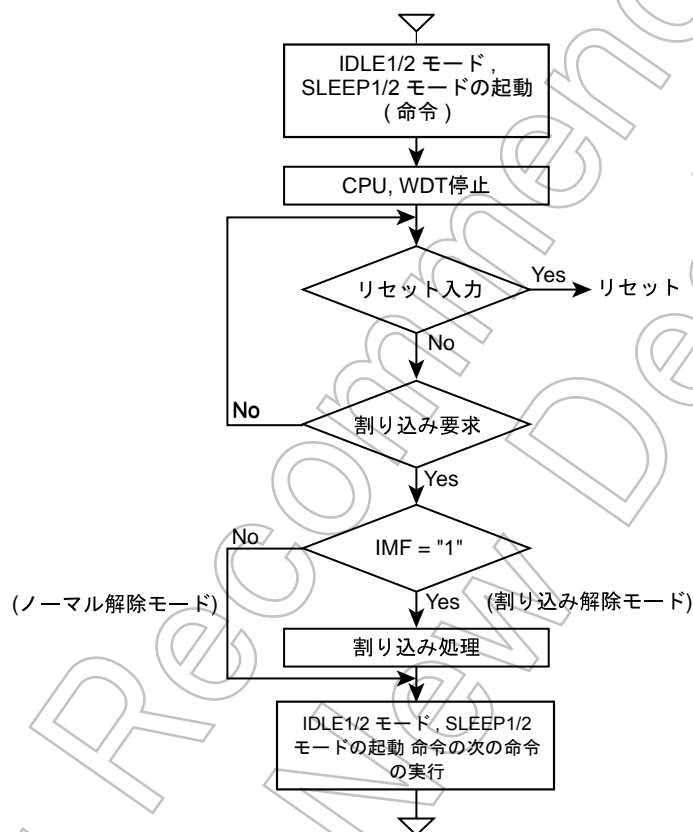 IDLE1/2 モード ,
SLEEP1/2 モードの起動
( 命令 )
CPU, WDT停止
リセット入力
Yes
リセット
No
割り込み要求
No
Yes
IMF = "1"
No
(ノーマル解除モード)
Yes
(割り込み解除モード)
割り込み処理
IDLE1/2 モード , SLEEP1/2
モードの起動 命令の次の命令
の実行
Recommend
New De